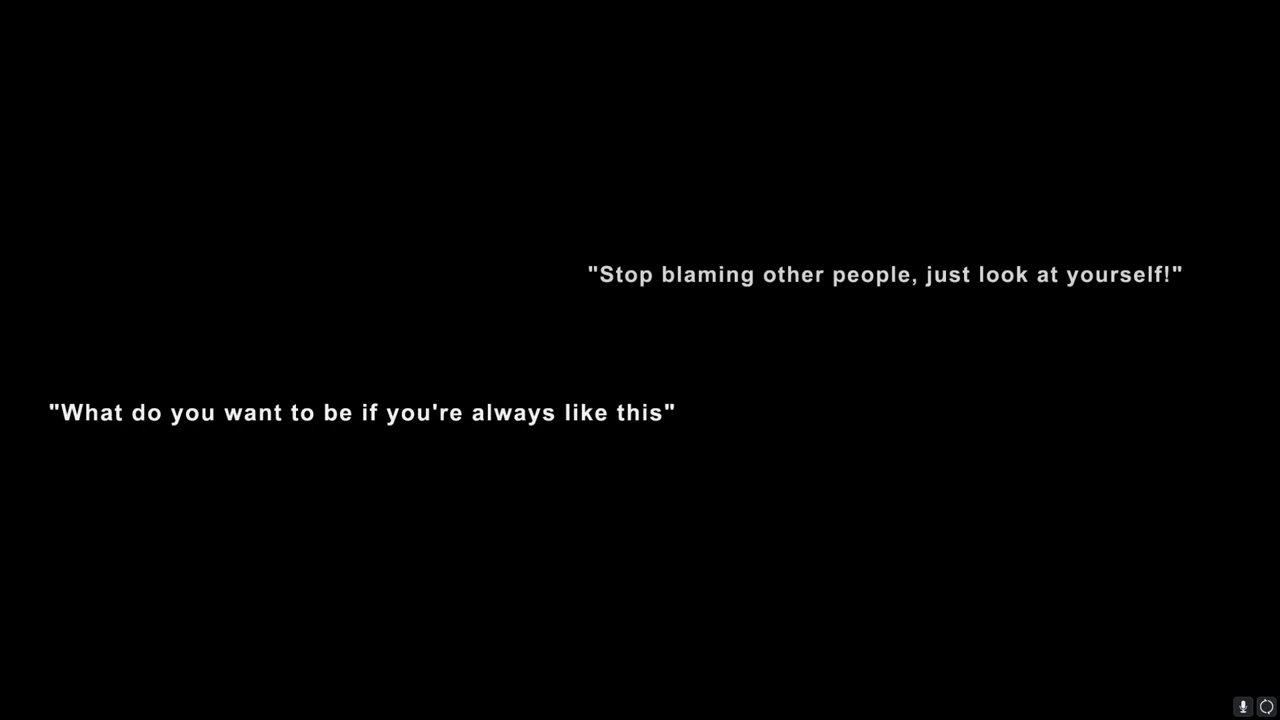 "Stop blaming other people, just look at yourself!"
"What do you want to be if you're always like this"